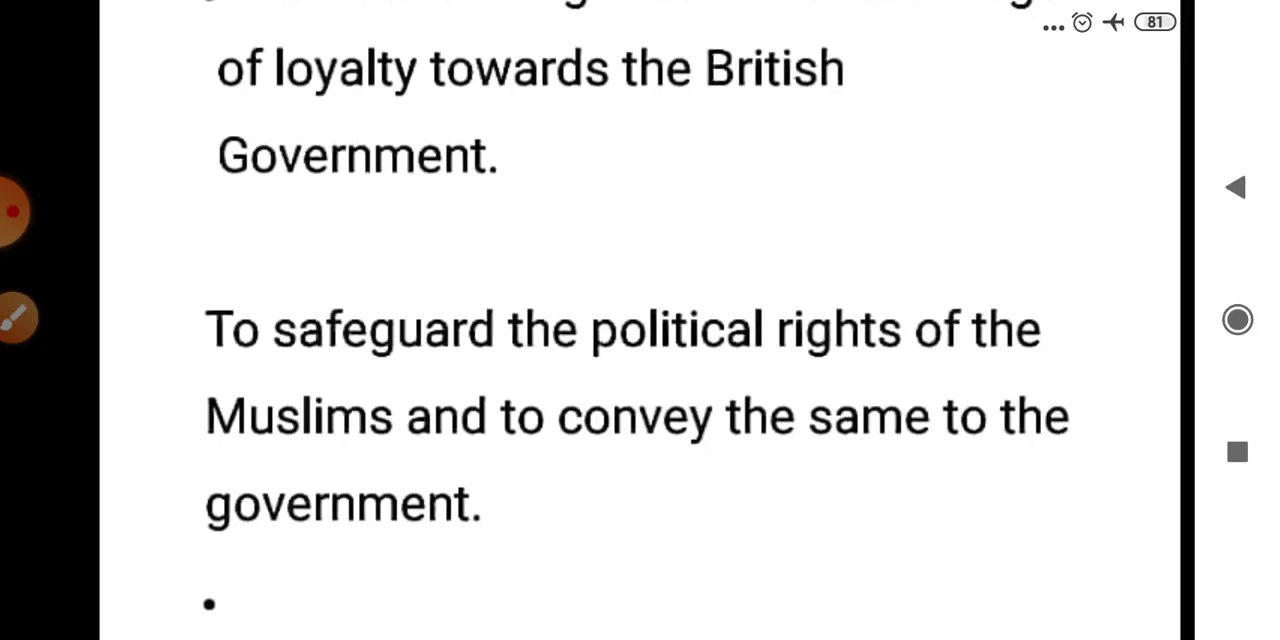 81
of loyalty towards the British
Government.
To safeguard the political rights of the
Muslims and to convey the same to the
government.
•